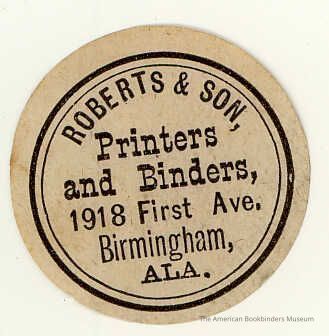 ROBERTS & SON,
Printers
and Binders,
1918 First Ave.
Birmingham,
ALA.
The American Bookbinders Museum